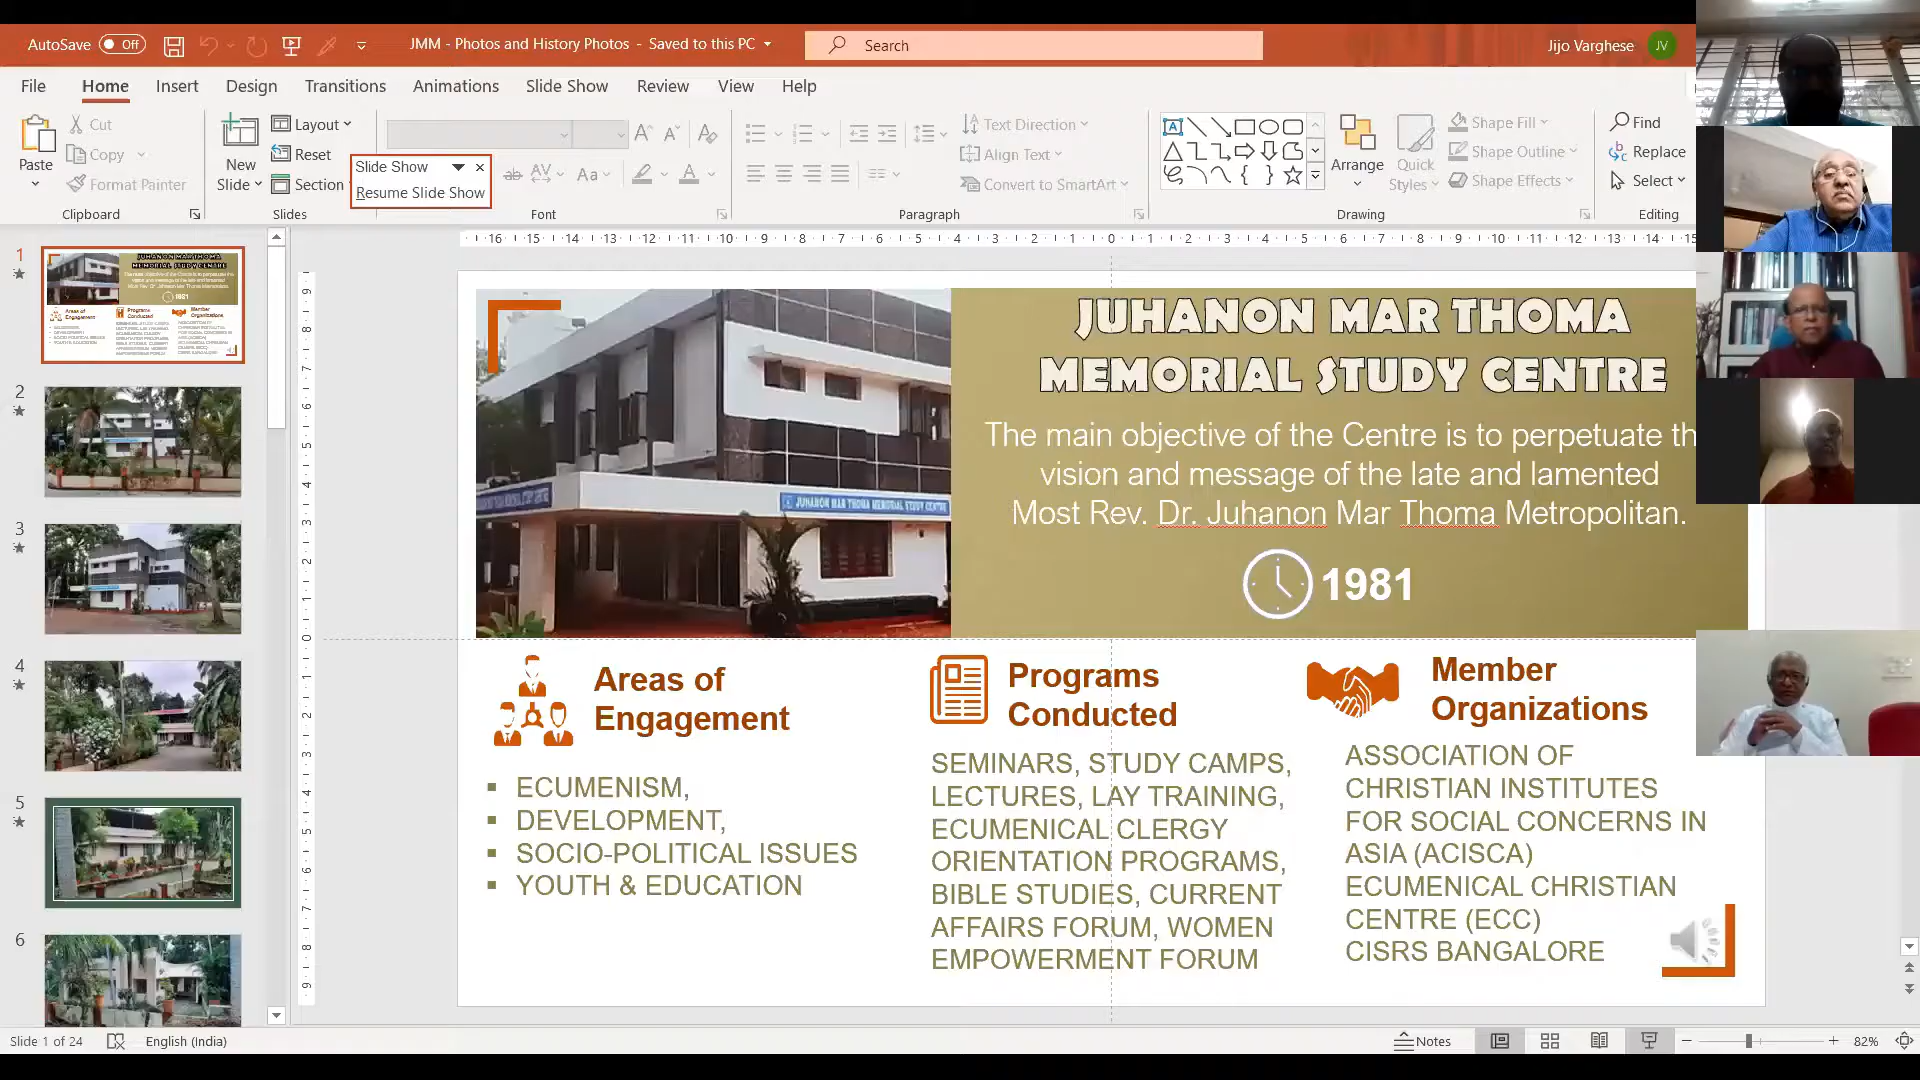 AutoSave Off
JMM - Photos and History Photos - Saved to this PC
Search
Jijo Varghese JV
File Home Insert Design Transitions Animations Slide Show Review View Help
Paste
Cut
Copy
Format Painter
Clipboard
New Slide
Layout
Reset
Section
Slides
Slide Show
Resume Slide Show
Font
Text Direction
Align Text
Convert to SmartArt
Paragraph
Arrange
Quick Styles
Shape Fill
Shape Outline
Shape Effects
Drawing
Find
Replace
Select
Editing
JUHANON MAR THOMA
MEMORIAL STUDY CENTRE
The main objective of the Centre is to perpetuate th
vision and message of the late and lamented
Most Rev. Dr. Juhanon Mar Thoma Metropolitan.
1981
JUHANON MAR THOMA MEMORIAL STUDY CENTRE
Areas of
Engagement
ECUMENISM,
DEVELOPMENT,
SOCIO-POLITICAL ISSUES
YOUTH & EDUCATION
Programs
Conducted
SEMINARS, STUDY CAMPS,
LECTURES, LAY TRAINING,
ECUMENICAL CLERGY
ORIENTATION PROGRAMS,
BIBLE STUDIES, CURRENT
AFFAIRS FORUM, WOMEN
EMPOWERMENT FORUM
Member
Organizations
ASSOCIATION OF
CHRISTIAN INSTITUTES
FOR SOCIAL CONCERNS IN
ASIA (ACISCA)
ECUMENICAL CHRISTIAN
CENTRE (ECC)
CISRS BANGALORE
1
2
3
4
5
6
Slide 1 of 24
English (India)
Notes
82%